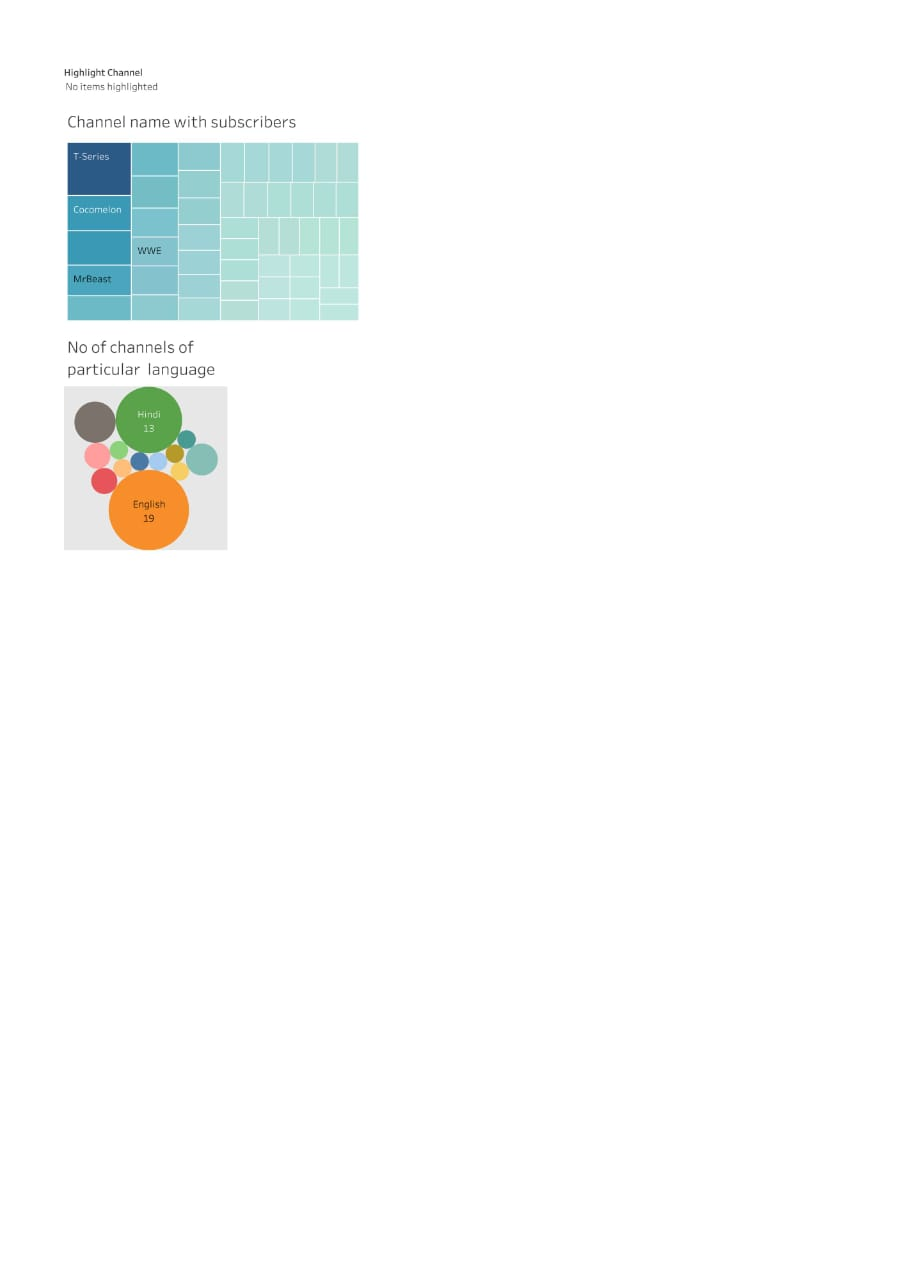 Highlight Channel
No items highlighted
Channel name with subscribers
T-Series
Cocomelon
WWE
MrBeast
No of channels of
particular language
Hindi
13
English
19